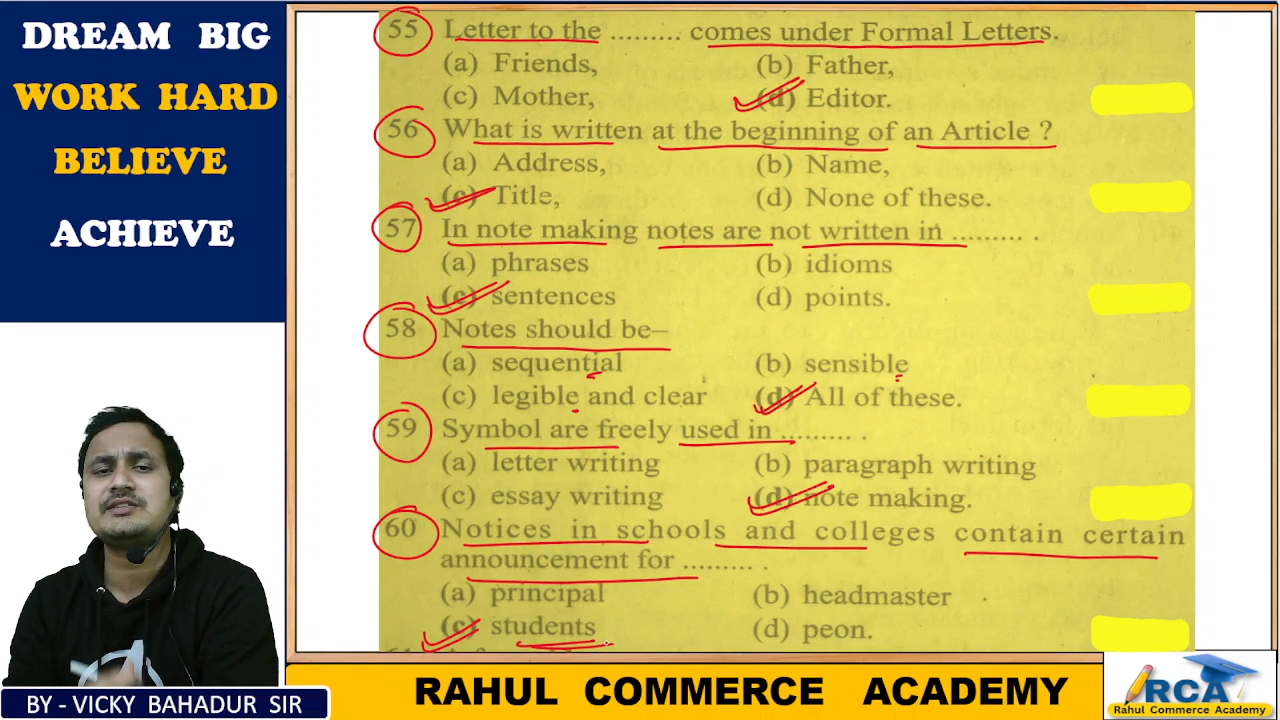 DREAM BIG
WORK HARD
BELIEVE
ACHIEVE
55 Letter to the ......... comes under Formal Letters.
(a) Friends, (b) Father,
(c) Mother, (d) Editor.
56 What is written at the beginning of an Article ?
(a) Address, (b) Name,
(c) Title, (d) None of these.
57 In note making notes are not written in ......... .
(a) phrases (b) idioms
(c) sentences (d) points.
58 Notes should be–
(a) sequential (b) sensible
(c) legible and clear (d) All of these.
59 Symbol are freely used in ......... .
(a) letter writing (b) paragraph writing
(c) essay writing (d) note making.
60 Notices in schools and colleges contain certain
announcement for ......... .
(a) principal (b) headmaster
(c) students (d) peon.
BY - VICKY BAHADUR SIR
RAHUL COMMERCE ACADEMY
RCA
Rahul Commerce Academy